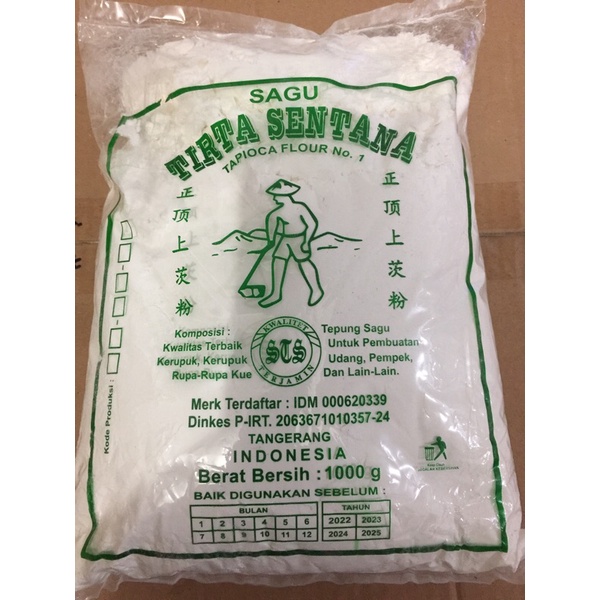 SAGU
TIRTA SENTANA
TAPIOCA FLOUR No. 1
正顶上茨粉
正顶上茨粉
Kode Produksi :
Komposisi :
Kwalitas Terbaik
Kerupuk, Kerupuk
Rupa-Rupa Kue
KWALITET
STS
TERJAMIN
Tepung Sagu
Untuk Pembuatan
Udang, Pempek,
Dan Lain-Lain.
Merk Terdaftar : IDM 000620339
Dinkes P-IRT. 2063671010357-24
TANGERANG
INDONESIA
Berat Bersih : 1000 g
BAIK DIGUNAKAN SEBELUM :
BULAN TAHUN
1 2 3 4 5 6 2022 2023
7 8 9 10 11 12 2024 2025